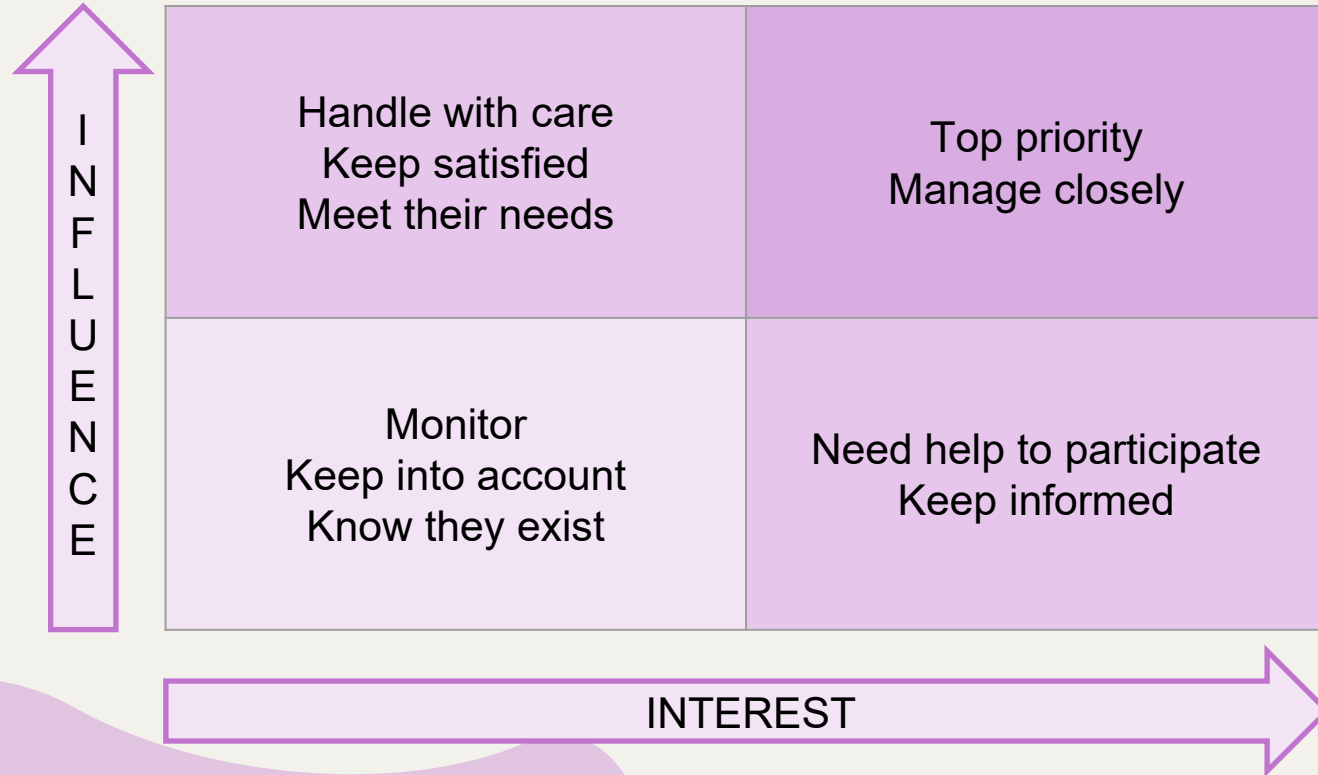 INFLUENCE
Handle with care
Keep satisfied
Meet their needs
Top priority
Manage closely
Monitor
Keep into account
Know they exist
Need help to participate
Keep informed
INTEREST